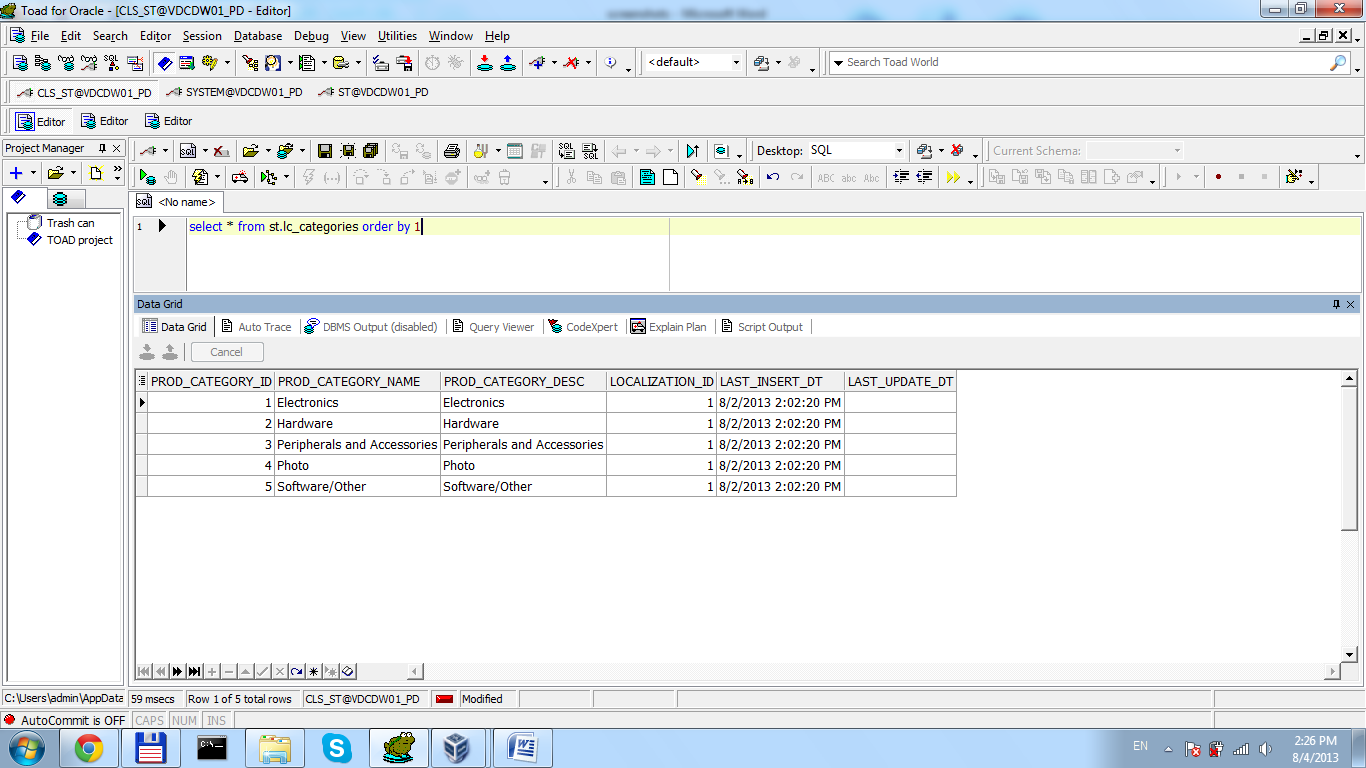 Toad for Oracle - [CLS_ST@VDCDW01_PD - Editor]
File Edit Search Editor Session Database Debug View Utilities Window Help
SQL <default> Search Toad World
CLS_ST@VDCDW01_PD SYSTEM@VDCDW01_PD ST@VDCDW01_PD
Editor Editor Editor
Project Manager
SQL SQL SQL Desktop: SQL Current Schema:
ABC abc Abc
SQL <No name>
Trash can
TOAD project
1 select * from st.lc_categories order by 1
Data Grid
Data Grid Auto Trace DBMS Output (disabled) Query Viewer CodeXpert Explain Plan Script Output
Cancel
PROD_CATEGORY_ID PROD_CATEGORY_NAME PROD_CATEGORY_DESC LOCALIZATION_ID LAST_INSERT_DT LAST_UPDATE_DT
1 Electronics Electronics 1 8/2/2013 2:02:20 PM
2 Hardware Hardware 1 8/2/2013 2:02:20 PM
3 Peripherals and Accessories Peripherals and Accessories 1 8/2/2013 2:02:20 PM
4 Photo Photo 1 8/2/2013 2:02:20 PM
5 Software/Other Software/Other 1 8/2/2013 2:02:20 PM
C:\Users\admin\AppData 59 msecs Row 1 of 5 total rows CLS_ST@VDCDW01_PD Modified
AutoCommit is OFF CAPS NUM INS
EN 2:26 PM
8/4/2013